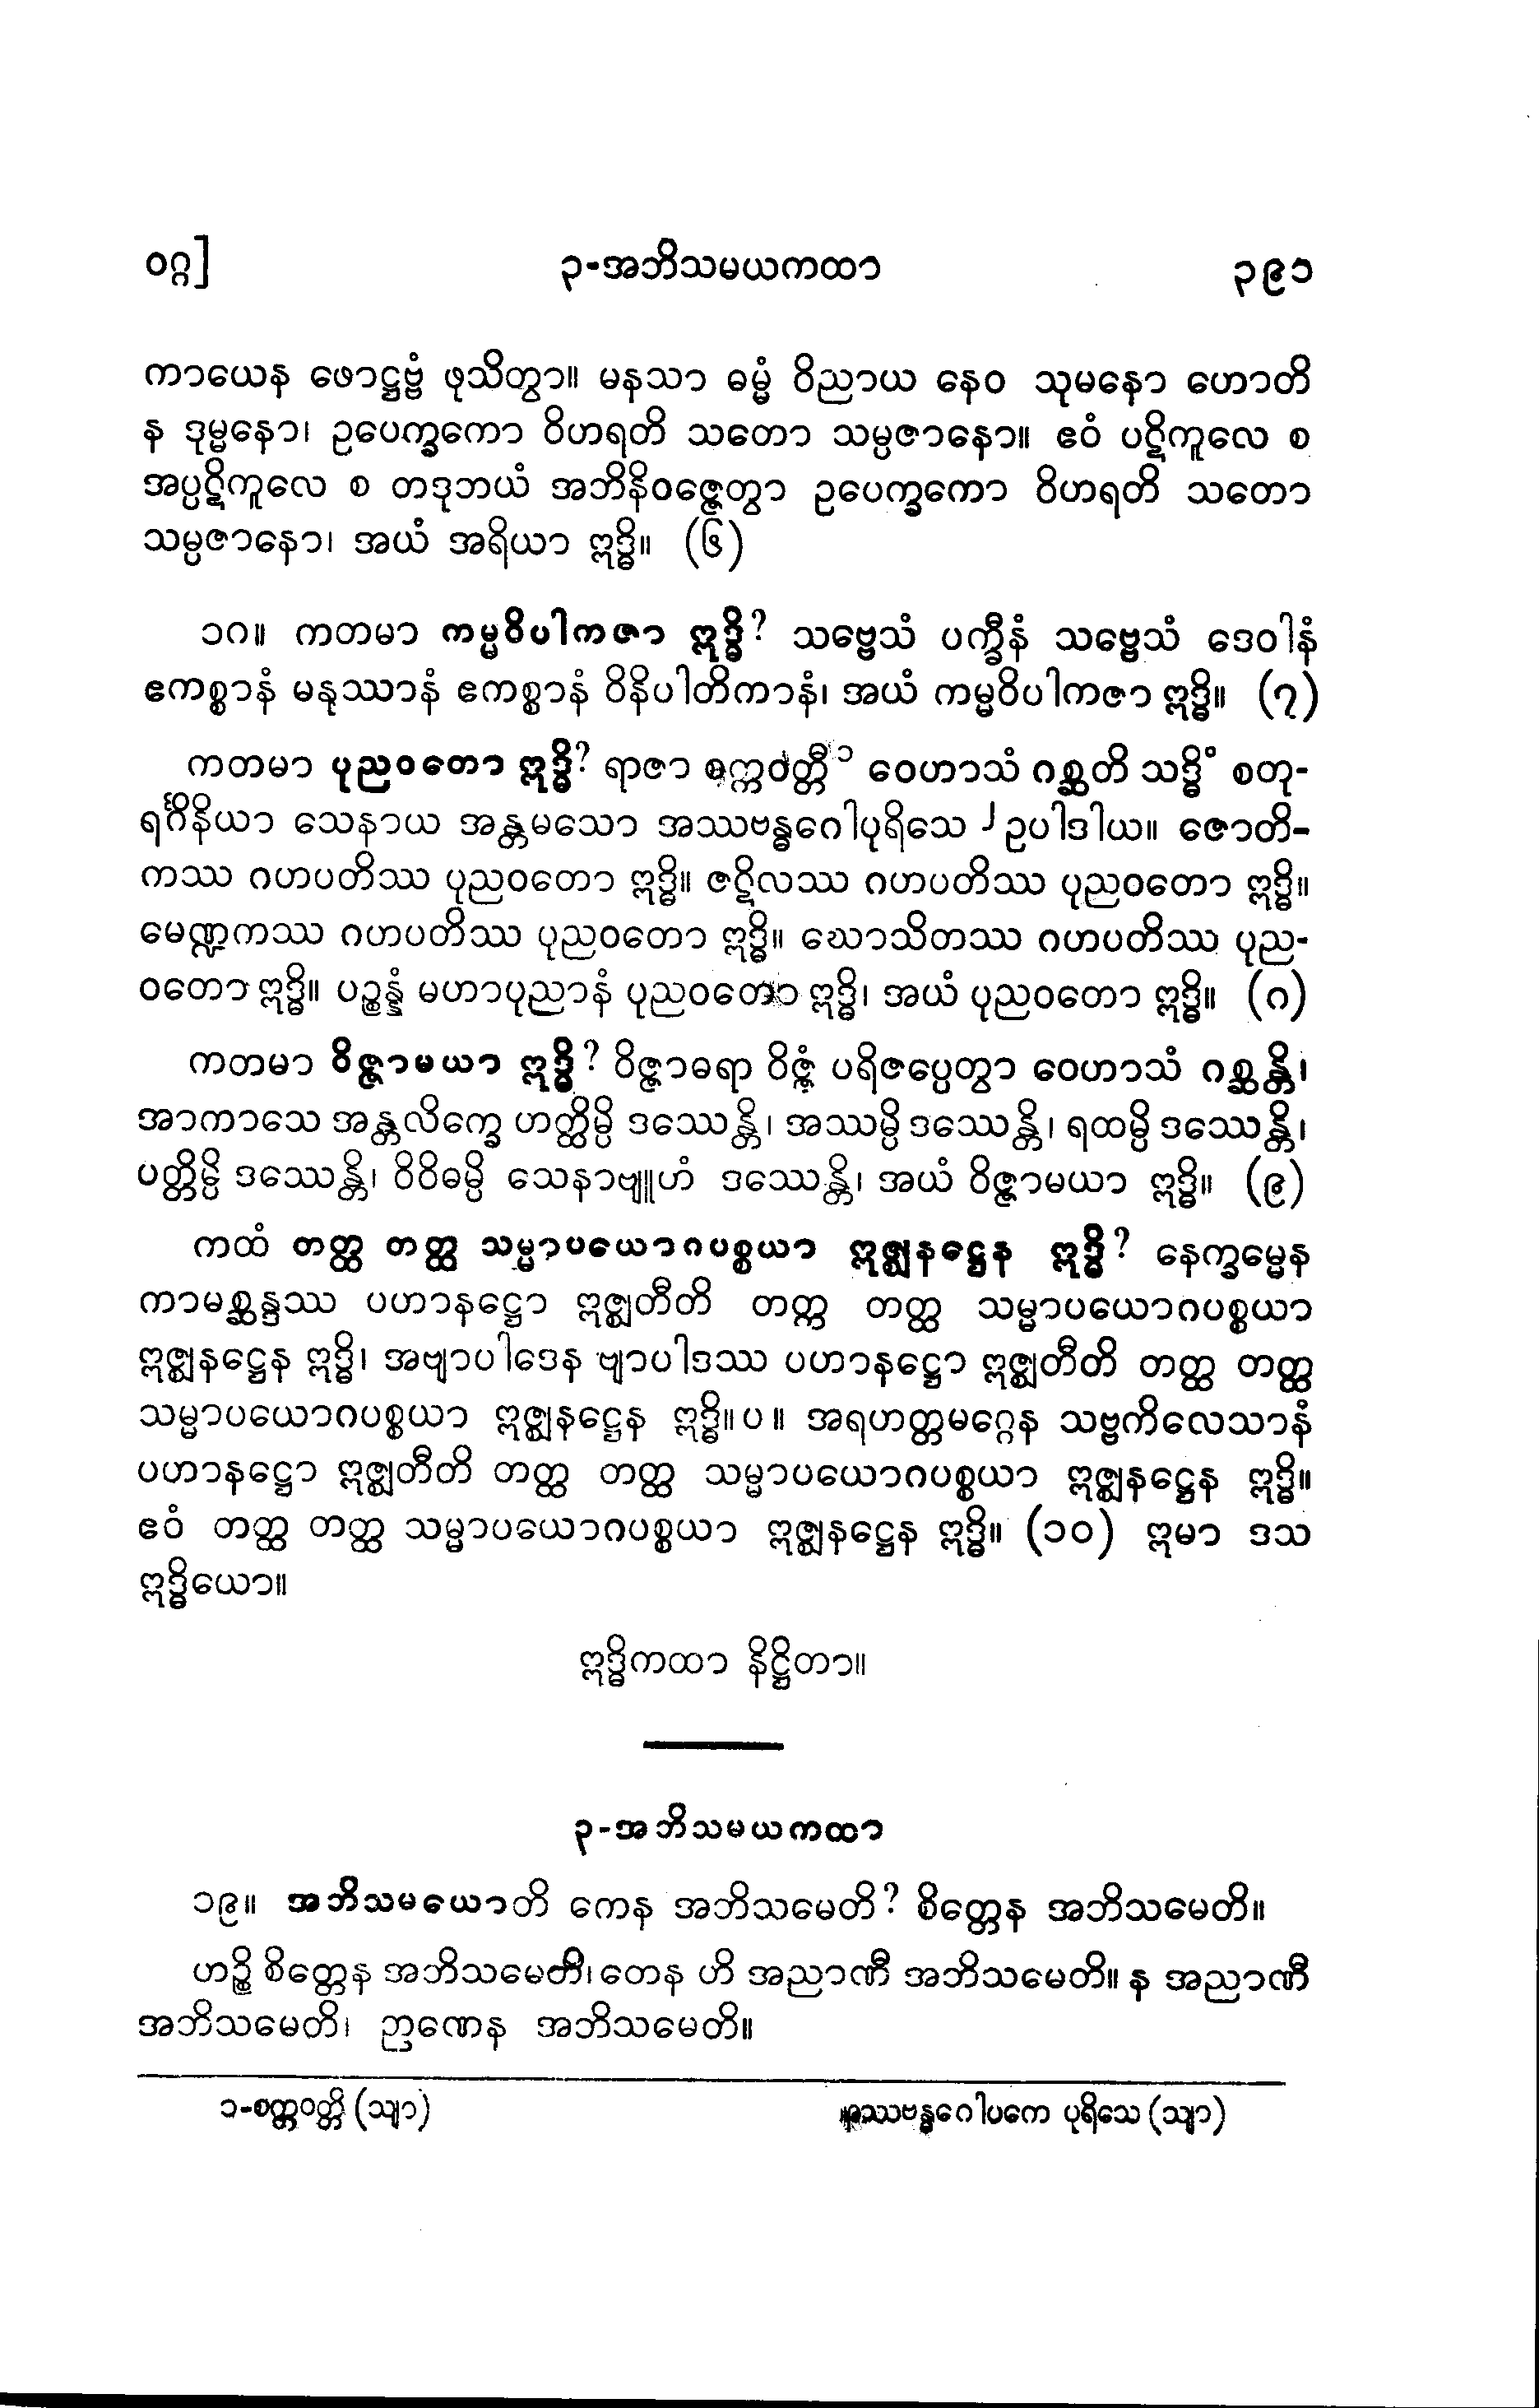 ဝဂ္ဂ] ၃-အဘိသမယကထာ ၃၉၁
ကာယေန ဖောဋ္ဌဗ္ဗံ ဖုသိတွာ။ မနသာ ဓမ္မံ ဝိညာယ နေဝ သုမနော ဟောတိ
န ဒုမ္မနော၊ ဥပေက္ခကော ဝိဟရတိ သတော သမ္ပဇာနော။ ဧဝံ ပဋိကူလေ စ
အပ္ပဋိကူလေ စ တဒုဘယံ အဘိနိဝဇ္ဇေတွာ ဥပေက္ခကော ဝိဟရတိ သတော
သမ္ပဇာနော၊ အယံ အရိယာ ဣဒ္ဓိ။ (၆)
၁၈။ ကတမာ ကမ္မဝိပါကဇာ ဣဒ္ဓိ? သဗ္ဗေသံ ပက္ခီနံ သဗ္ဗေသံ ဒေဝါနံ
ဧကစ္စာနံ မနုဿာနံ ဧကစ္စာနံ ဝိနိပါတိကာနံ၊ အယံ ကမ္မဝိပါကဇာ ဣဒ္ဓိ။ (၇)
ကတမာ ပုညဝတော ဣဒ္ဓိ? ရာဇာ စက္ကဝတ္တီ ၁ ဝေဟာသံ ဂစ္ဆတိ သဒ္ဓိံ စတု-
ရင်္ဂိနိယာ သေနာယ အန္တမသော အဿဗန္ဓဂေါပုရိသေ ၂ ဥပါဒါယ။ ဇောတိ-
ကဿ ဂဟပတိဿ ပုညဝတော ဣဒ္ဓိ။ ဇဋိလဿ ဂဟပတိဿ ပုညဝတော ဣဒ္ဓိ။
မေဏ္ဍကဿ ဂဟပတိဿ ပုညဝတော ဣဒ္ဓိ။ ဃောသိတဿ ဂဟပတိဿ ပုည-
ဝတော ဣဒ္ဓိ။ ပဉ္စန္နံ မဟာပုညာနံ ပုညဝတော ဣဒ္ဓိ၊ အယံ ပုညဝတော ဣဒ္ဓိ။ (၈)
ကတမာ ဝိဇ္ဇာမယာ ဣဒ္ဓိ? ဝိဇ္ဇာဓရာ ဝိဇ္ဇံ ပရိဇပ္ပေတွာ ဝေဟာသံ ဂစ္ဆန္တိ၊
အာကာသေ အန္တလိက္ခေ ဟတ္ထိမ္ပိ ဒဿေန္တိ၊ အဿမ္ပိ ဒဿေန္တိ၊ ရထမ္ပိ ဒဿေန္တိ၊
ပတ္တိမ္ပိ ဒဿေန္တိ၊ ဝိဝိဓမ္ပိ သေနာဗျူဟံ ဒဿေန္တိ၊ အယံ ဝိဇ္ဇာမယာ ဣဒ္ဓိ။ (၉)
ကထံ တတ္ထ တတ္ထ သမ္မာပယောဂပစ္စယာ ဣဇ္ဈနဋ္ဌေန ဣဒ္ဓိ? နေက္ခမ္မေန
ကာမစ္ဆန္ဒဿ ပဟာနဋ္ဌော ဣဇ္ဈတီတိ တတ္ထ တတ္ထ သမ္မာပယောဂပစ္စယာ
ဣဇ္ဈနဋ္ဌေန ဣဒ္ဓိ၊ အဗျာပါဒေန ဗျာပါဒဿ ပဟာနဋ္ဌော ဣဇ္ဈတီတိ တတ္ထ တတ္ထ
သမ္မာပယောဂပစ္စယာ ဣဇ္ဈနဋ္ဌေန ဣဒ္ဓိ။ပ။ အရဟတ္တမဂ္ဂေန သဗ္ဗကိလေသာနံ
ပဟာနဋ္ဌော ဣဇ္ဈတီတိ တတ္ထ တတ္ထ သမ္မာပယောဂပစ္စယာ ဣဇ္ဈနဋ္ဌေန ဣဒ္ဓိ။
ဧဝံ တတ္ထ တတ္ထ သမ္မာပယောဂပစ္စယာ ဣဇ္ဈနဋ္ဌေန ဣဒ္ဓိ။ (၁၀) ဣမာ ဒသ
ဣဒ္ဓိယော။
ဣဒ္ဓိကထာ နိဋ္ဌိတာ။
၃-အဘိသမယကထာ
၁၉။ အဘိသမယောတိ ကေန အဘိသမေတိ? စိတ္တေန အဘိသမေတိ။
ဟဉ္စိ စိတ္တေန အဘိသမေတိ၊ တေန ဟိ အညာဏီ အဘိသမေတိ။ န အညာဏီ
အဘိသမေတိ၊ ဉာဏေန အဘိသမေတိ။
၁-စက္ကဝတ္တိ (သျာ) အဿဗန္ဓဂေါပကေ ပုရိသေ (သျာ)